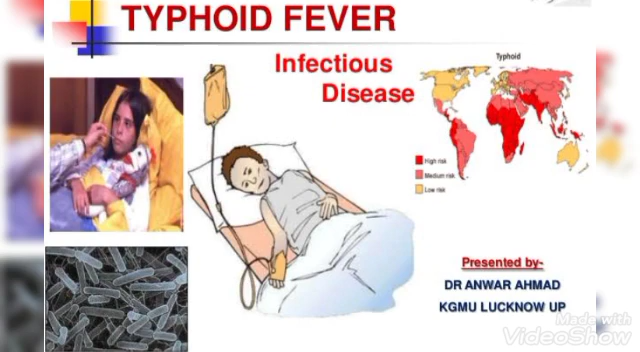 TYPHOID FEVER
Infectious
Disease
Typhoid
High risk
Medium risk
Low risk
Presented by-
DR ANWAR AHMAD
KGMU LUCKNOW UP
Made with
VideoShow